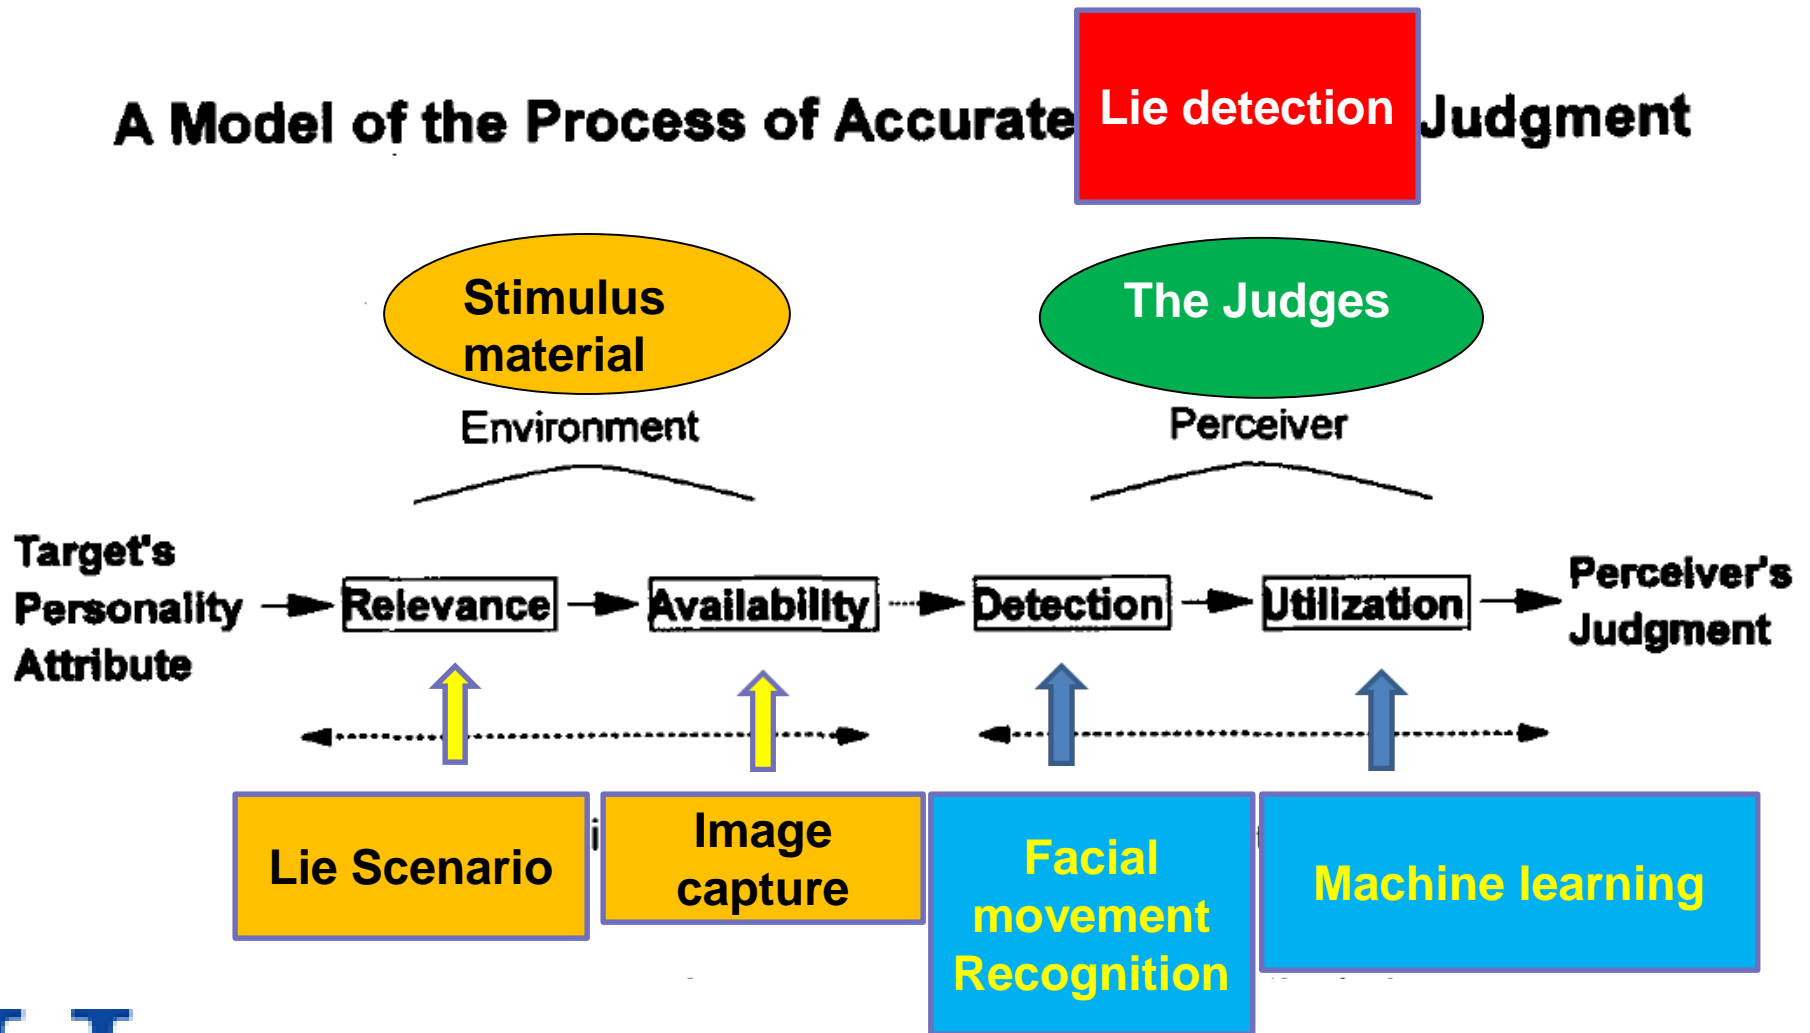 A Model of the Process of Accurate Lie detection Judgment
Stimulus
material
The Judges
Environment
Perceiver
Target's
Personality
Attribute
Relevance
Availability
Detection
Utilization
Perceiver's
Judgment
Lie Scenario
Image
capture
Facial
movement
Recognition
Machine learning